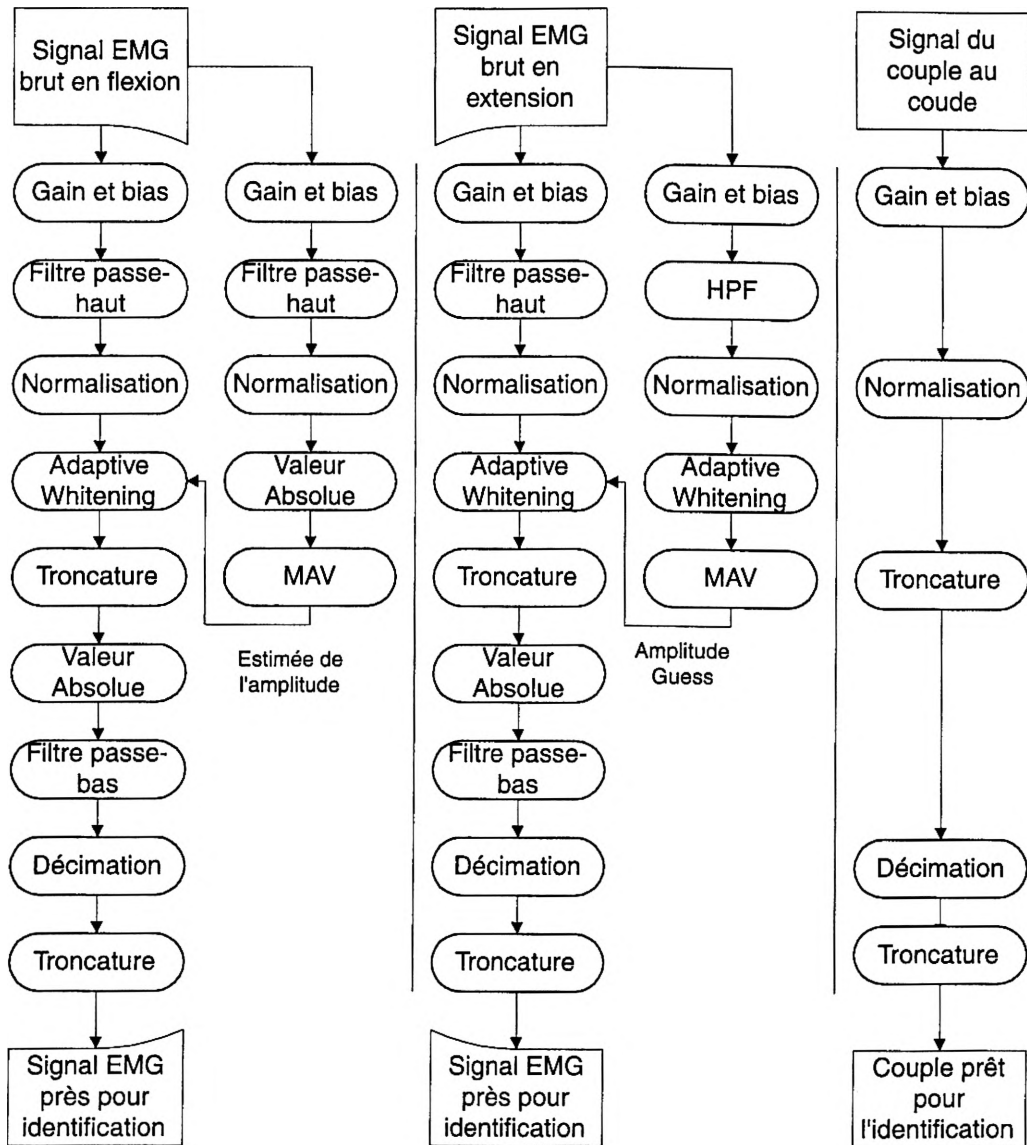 Signal EMG
brut en flexion
Gain et bias
Filtre passe-
haut
Normalisation
Adaptive
Whitening
Troncature
Valeur
Absolue
Filtre passe-
bas
Décimation
Troncature
Signal EMG
près pour
identification
Gain et bias
Filtre passe-
haut
Normalisation
Valeur
Absolue
MAV
Estimée de
l'amplitude
Signal EMG
brut en
extension
Gain et bias
Filtre passe-
haut
Normalisation
Adaptive
Whitening
Troncature
Valeur
Absolue
Filtre passe-
bas
Décimation
Troncature
Signal EMG
près pour
identification
Gain et bias
HPF
Normalisation
Adaptive
Whitening
MAV
Amplitude
Guess
Signal du
couple au
coude
Gain et bias
Normalisation
Troncature
Décimation
Troncature
Couple prêt
pour
l'identification